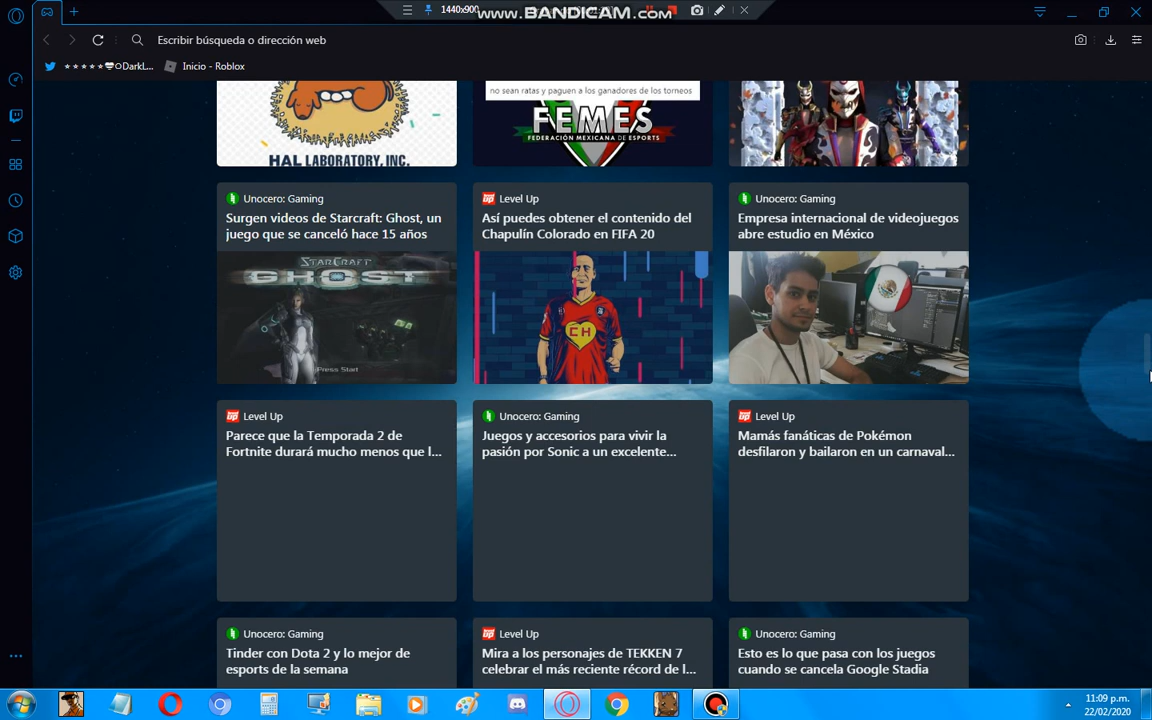 1440x900
www.BANDICAM.com
Escribir búsqueda o dirección web
DarkL...
Inicio - Roblox
HAL LABORATORY, INC.
no sean ratas y paguen a los ganadores de los torneos
FEMES
FEDERACIÓN MEXICANA DE ESPORTS
Unocero: Gaming
Surgen videos de Starcraft: Ghost, un
juego que se canceló hace 15 años
STARCRAFT
GHOST
Press Start
Level Up
Así puedes obtener el contenido del
Chapulín Colorado en FIFA 20
CH
Unocero: Gaming
Empresa internacional de videojuegos
abre estudio en México
Level Up
Parece que la Temporada 2 de
Fortnite durará mucho menos que l...
Unocero: Gaming
Juegos y accesorios para vivir la
pasión por Sonic a un excelente...
Level Up
Mamás fanáticas de Pokémon
desfilaron y bailaron en un carnaval...
Unocero: Gaming
Tinder con Dota 2 y lo mejor de
esports de la semana
Level Up
Mira a los personajes de TEKKEN 7
celebrar el más reciente récord de l...
Unocero: Gaming
Esto es lo que pasa con los juegos
cuando se cancela Google Stadia
11:09 p.m.
22/02/2020